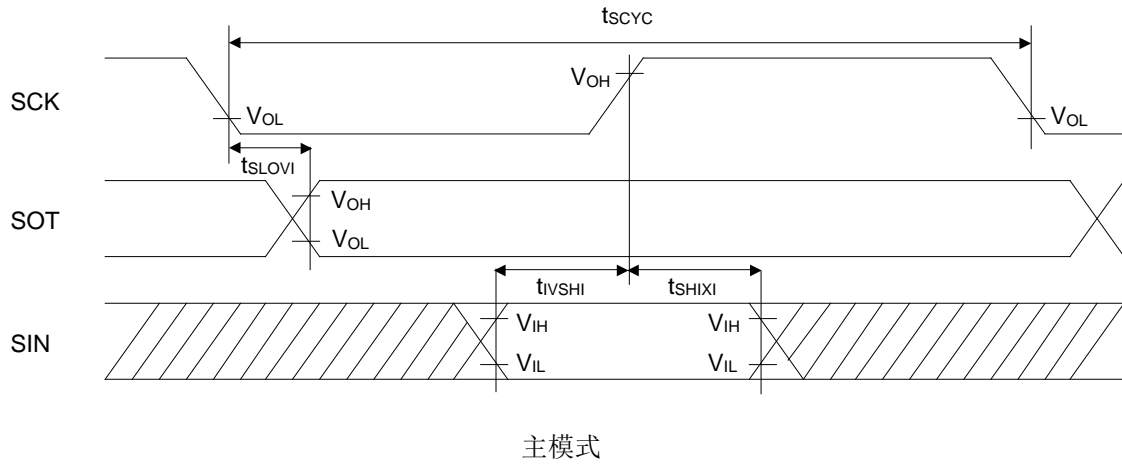 tSCYC
SCK
VOH
VOL
VOL
tSLOVI
SOT
VOH
VOL
tIVSHI
tSHIXI
SIN
VIH
VIH
VIL
VIL
主模式